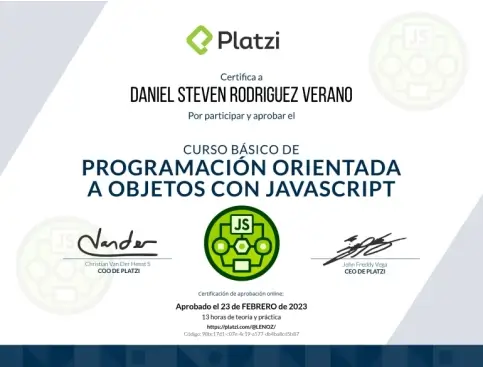 Platzi
Certifica a
DANIEL STEVEN RODRIGUEZ VERANO
Por participar y aprobar el
CURSO BÁSICO DE
PROGRAMACIÓN ORIENTADA
A OBJETOS CON JAVASCRIPT
JS
JS
JS
Christian Van Der Henst S.
COO DE PLATZI
John Freddy Vega
CEO DE PLATZI
Certificación de aprobación online:
Aprobado el 23 de FEBRERO de 2023
13 horas de teoría y práctica
https://platzi.com/@LENOZ/
Código: